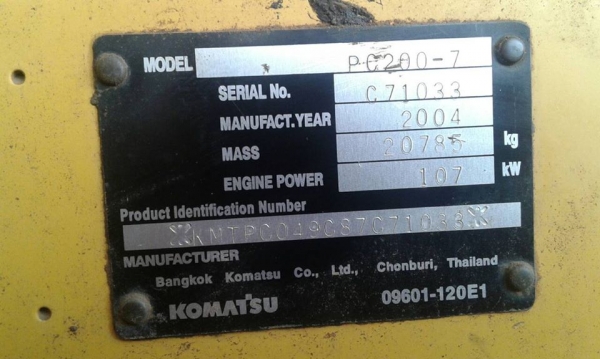 MODEL PC200-7
SERIAL No. C71033
MANUFACT.YEAR 2004
MASS 20785 kg
ENGINE POWER 107 kW
Product Identification Number
MANUFACTURER
Bangkok Komatsu Co., Ltd., Chonburi, Thailand
KOMATSU 09601-120E1